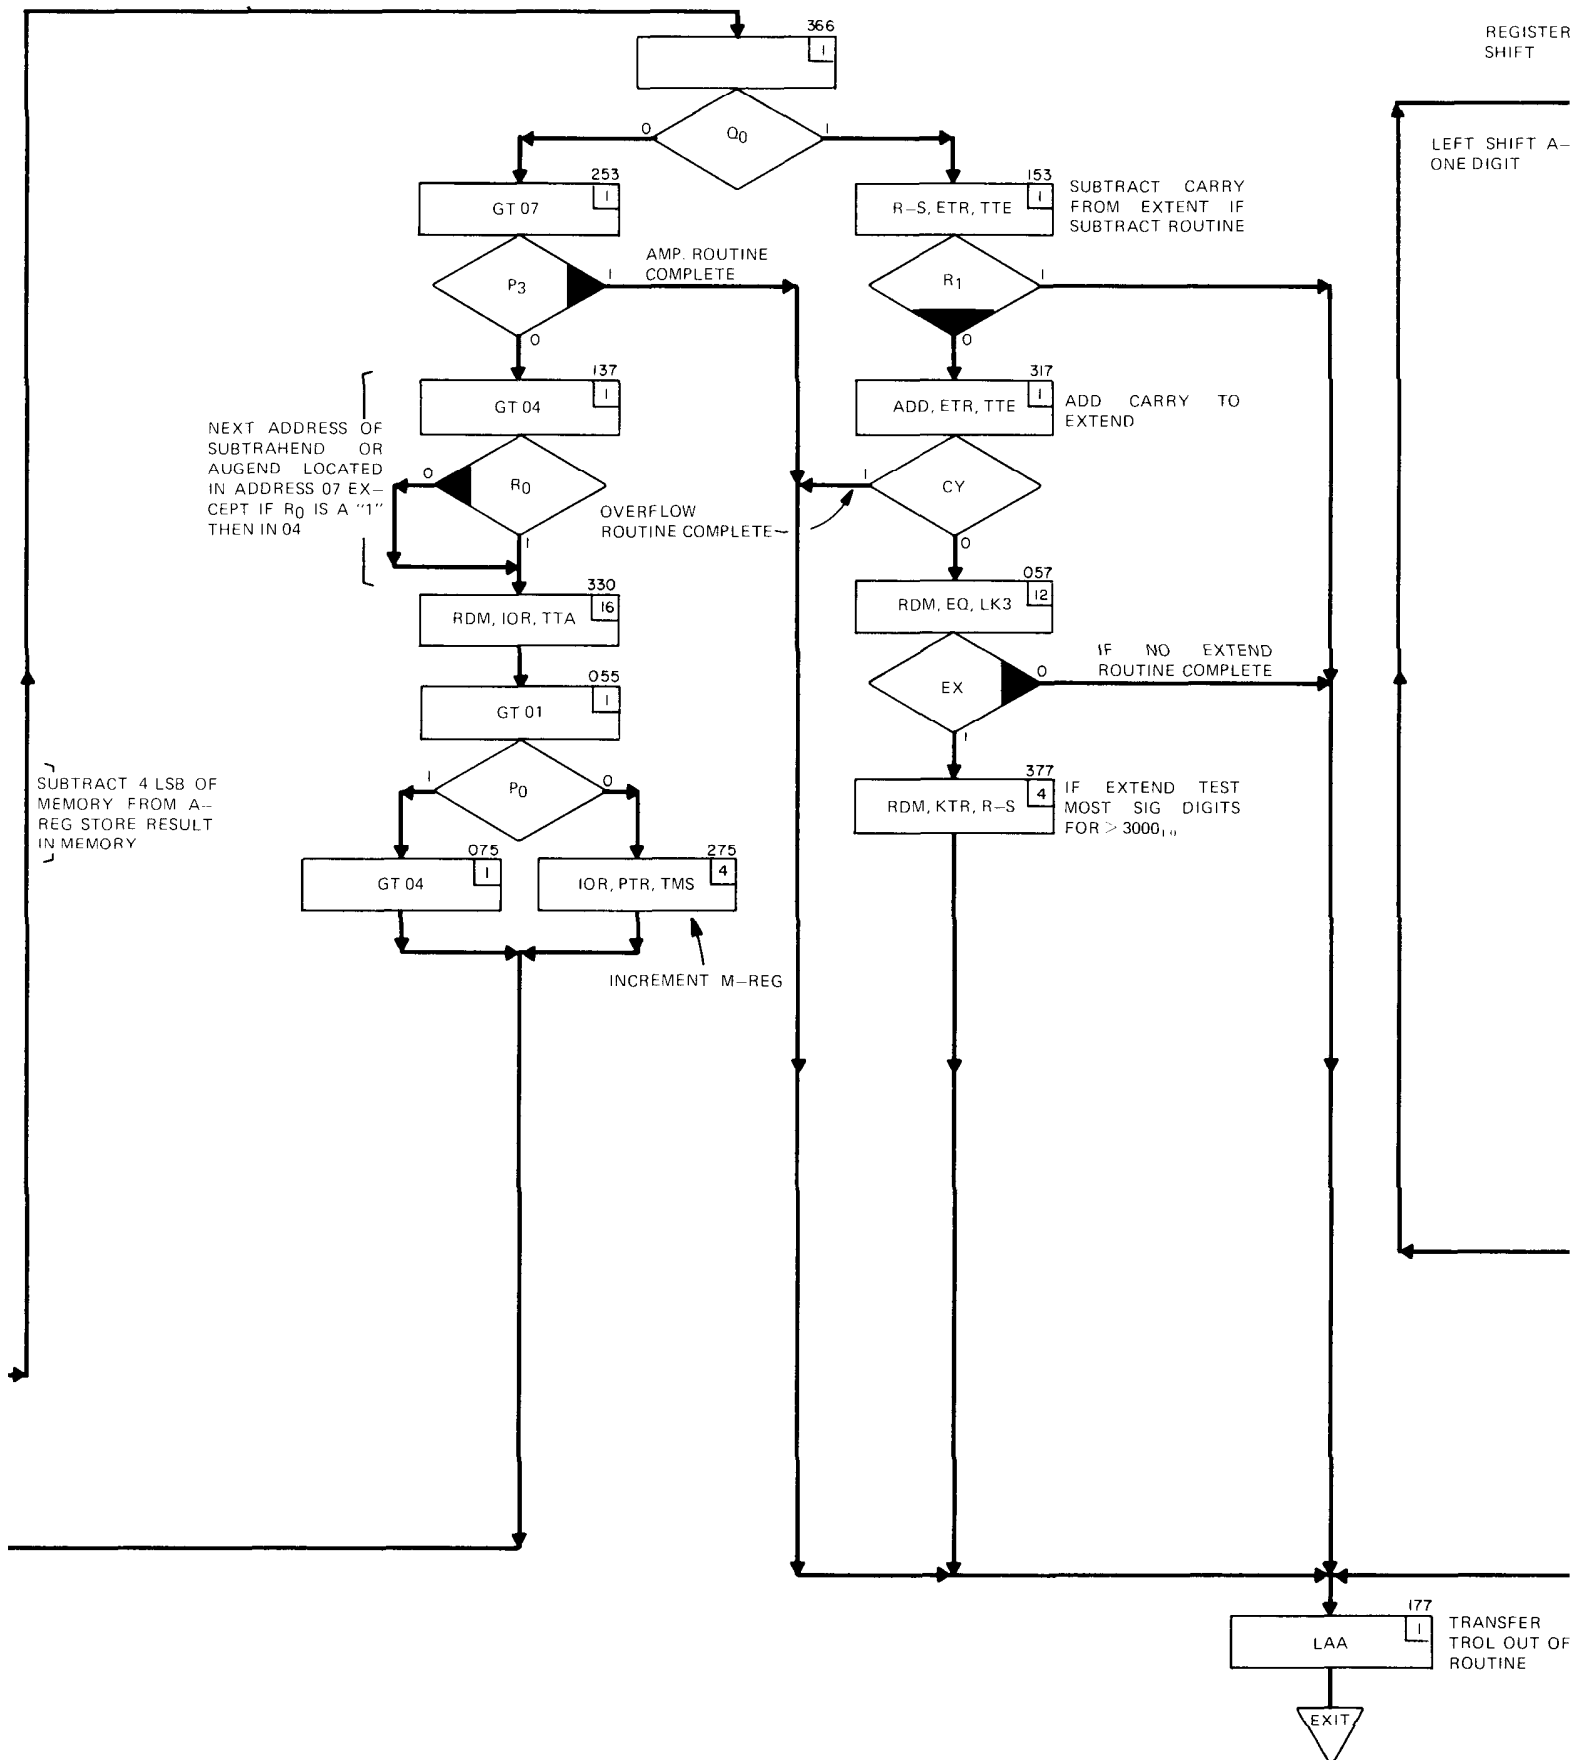 366
1
REGISTER
SHIFT
Q0
0
1
LEFT SHIFT A–
ONE DIGIT
253
1
GT 07
153
1
R–S, ETR, TTE
SUBTRACT CARRY
FROM EXTENT IF
SUBTRACT ROUTINE
P3
1
0
AMP. ROUTINE
COMPLETE
R1
1
0
137
1
GT 04
317
1
ADD, ETR, TTE
ADD CARRY TO
EXTEND
NEXT ADDRESS OF
SUBTRAHEND OR
AUGEND LOCATED
IN ADDRESS 07 EX–
CEPT IF R0 IS A "1"
THEN IN 04
R0
0
1
CY
1
0
OVERFLOW
ROUTINE COMPLETE–
330
16
RDM, IOR, TTA
057
12
RDM, EQ, LK3
EX
0
1
IF NO EXTEND
ROUTINE COMPLETE
055
1
GT 01
P0
1
0
SUBTRACT 4 LSB OF
MEMORY FROM A–
REG STORE RESULT
IN MEMORY
377
4
RDM, KTR, R–S
IF EXTEND TEST
MOST SIG DIGITS
FOR > 3000₁₀
075
1
GT 04
275
4
IOR, PTR, TMS
INCREMENT M–REG
177
1
LAA
TRANSFER
TROL OUT OF
ROUTINE
EXIT